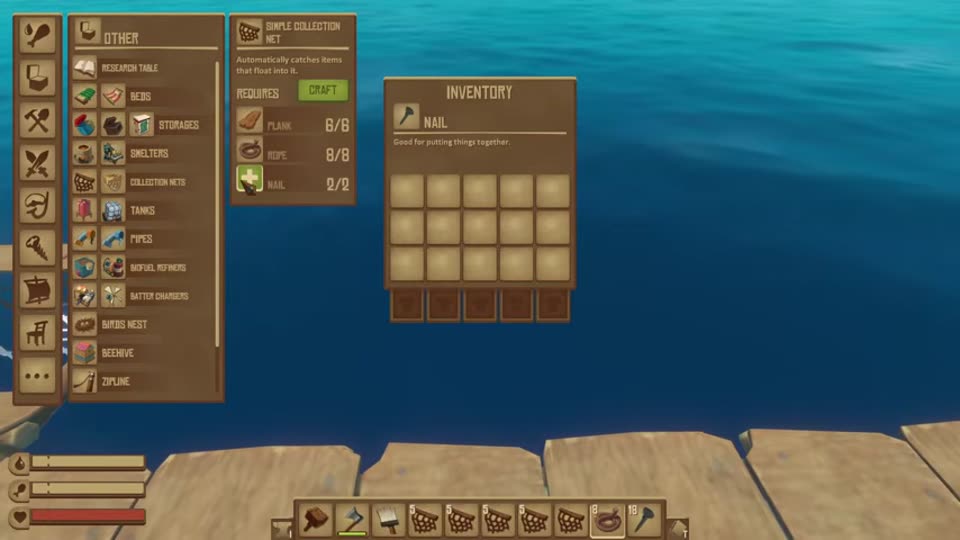 OTHER
RESEARCH TABLE
BEDS
STORAGES
SMELTERS
COLLECTION NETS
TANKS
PIPES
BIOFUEL REFINERS
BATTERY CHARGERS
BIRDS NEST
BEEHIVE
ZIPLINE
SIMPLE COLLECTION
NET
Automatically catches items
that float into it.
REQUIRES
CRAFT
PLANK 6/6
ROPE 8/8
NAIL 2/2
INVENTORY
NAIL
Good for putting things together.
5
5
5
5
8
18